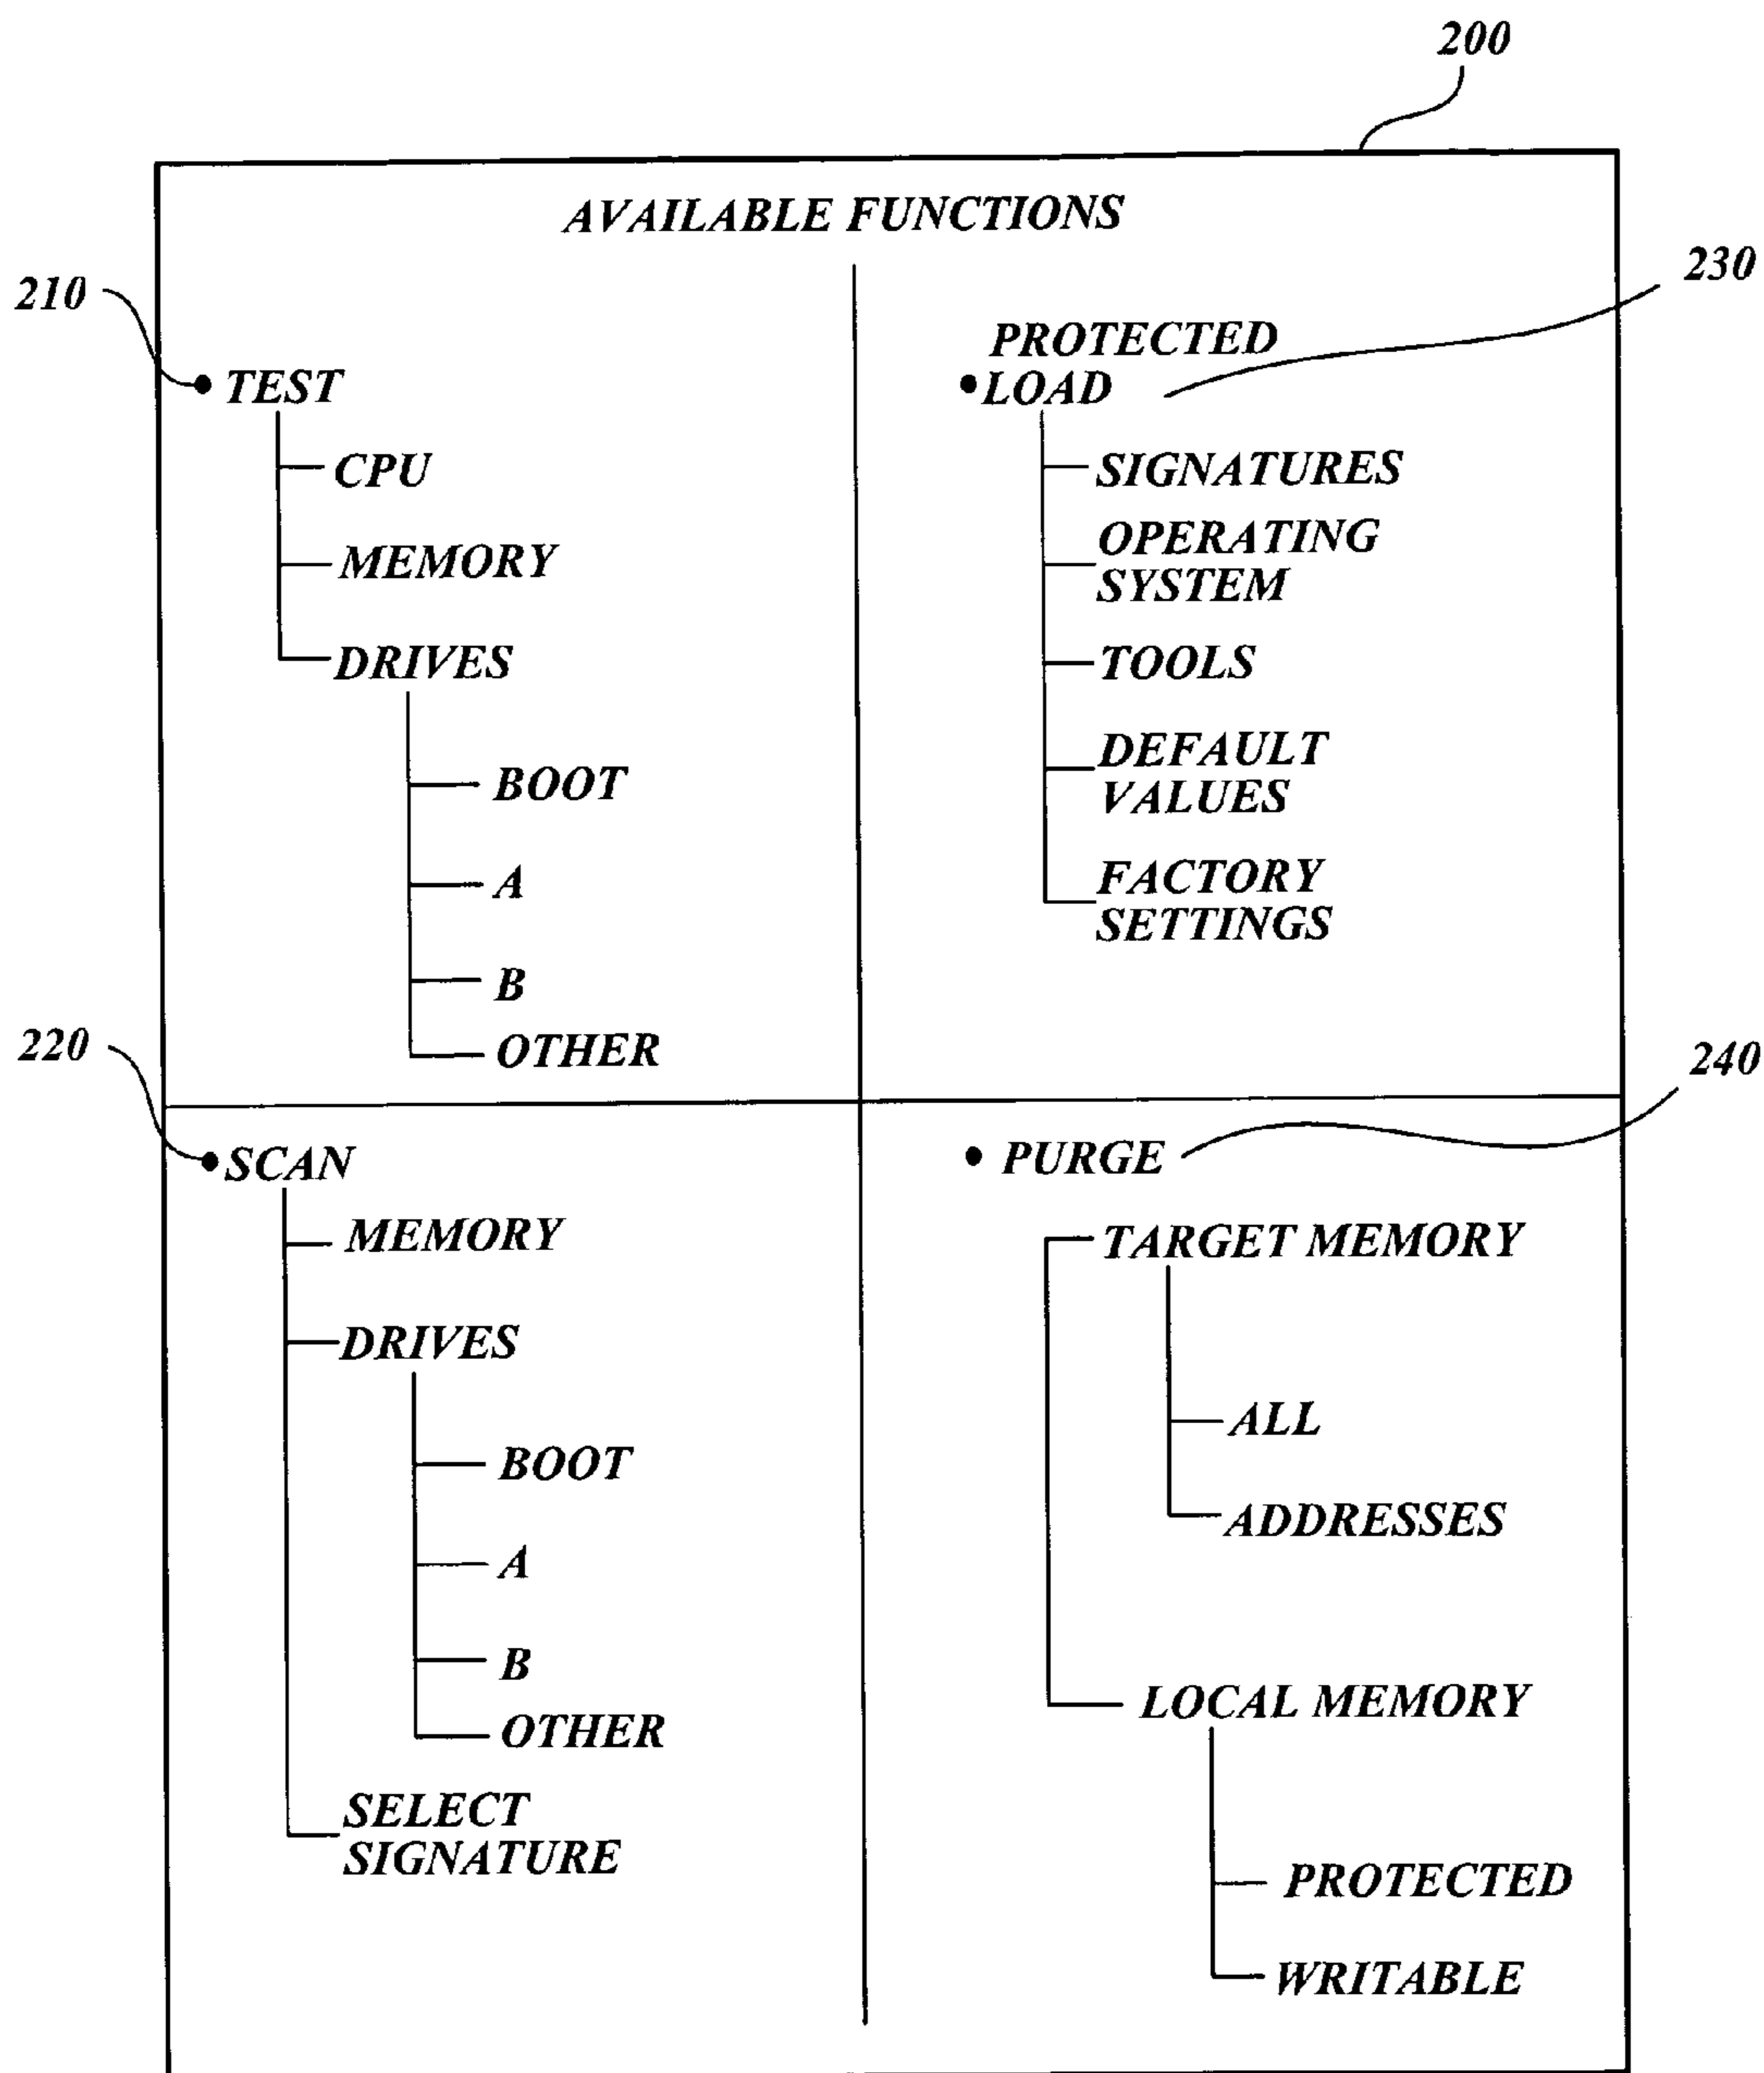 200
AVAILABLE FUNCTIONS
210
• TEST
CPU
MEMORY
DRIVES
BOOT
A
B
OTHER
230
PROTECTED
• LOAD
SIGNATURES
OPERATING
SYSTEM
TOOLS
DEFAULT
VALUES
FACTORY
SETTINGS
220
• SCAN
MEMORY
DRIVES
BOOT
A
B
OTHER
SELECT
SIGNATURE
240
• PURGE
TARGET MEMORY
ALL
ADDRESSES
LOCAL MEMORY
PROTECTED
WRITABLE